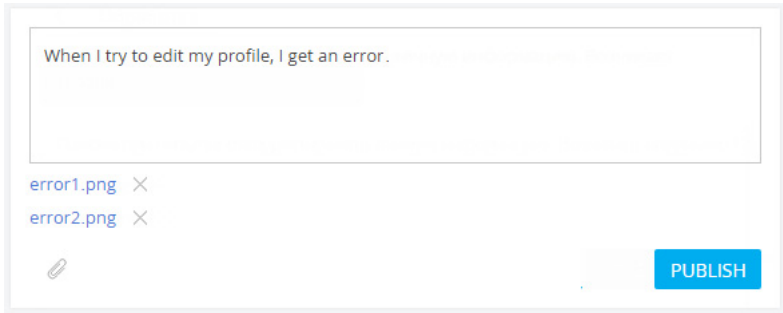 When I try to edit my profile, I get an error.
error1.png
error2.png
PUBLISH